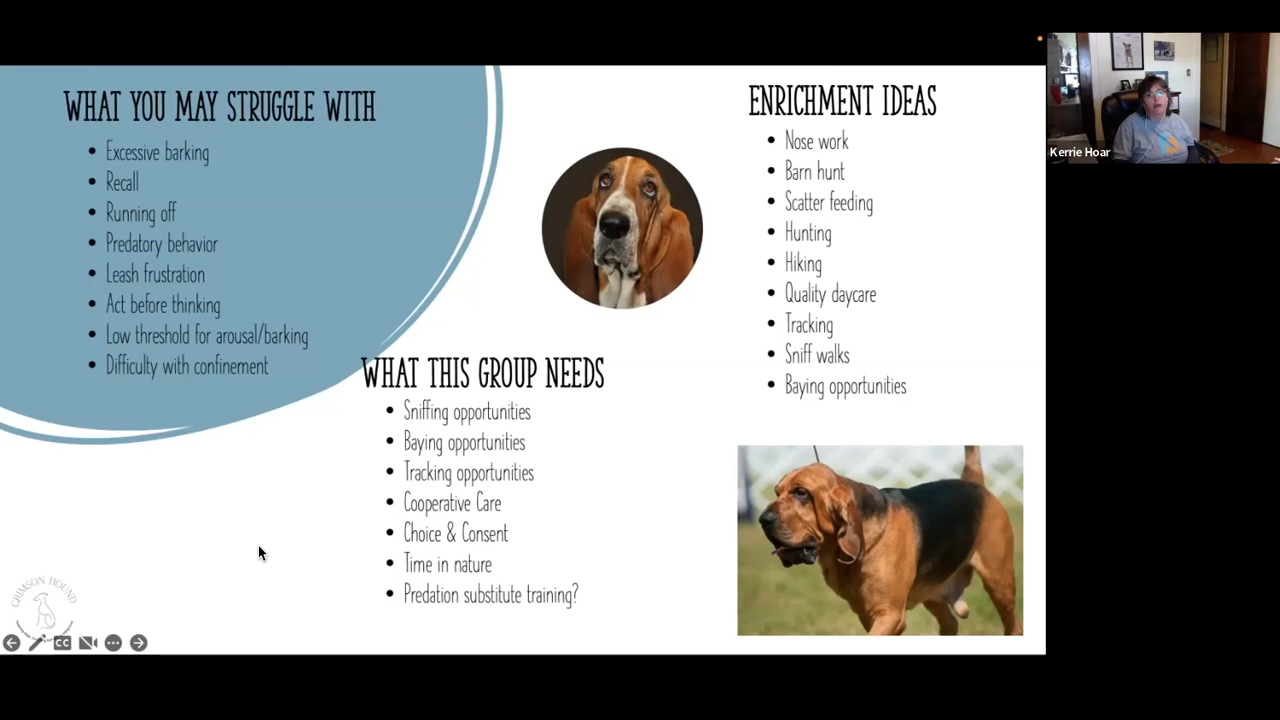 WHAT YOU MAY STRUGGLE WITH
• Excessive barking
• Recall
• Running off
• Predatory behavior
• Leash frustration
• Act before thinking
• Low threshold for arousal/barking
• Difficulty with confinement
WHAT THIS GROUP NEEDS
• Sniffing opportunities
• Baying opportunities
• Tracking opportunities
• Cooperative Care
• Choice & Consent
• Time in nature
• Predation substitute training?
ENRICHMENT IDEAS
• Nose work
• Barn hunt
• Scatter feeding
• Hunting
• Hiking
• Quality daycare
• Tracking
• Sniff walks
• Baying opportunities
Kerrie Hoar
CRIMSON HOUND
CC